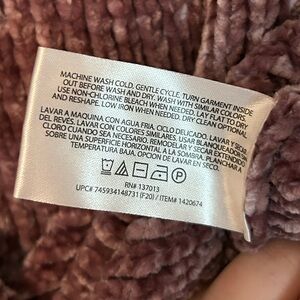 MACHINE WASH COLD. GENTLE CYCLE. TURN GARMENT INSIDE
OUT BEFORE WASH AND DRY. WASH WITH SIMILAR COLORS.
USE NON-CHLORINE BLEACH WHEN NEEDED. LAY FLAT TO DRY
AND RESHAPE. LOW IRON WHEN NEEDED. DRY CLEAN OPTIONAL
LAVAR A MAQUINA CON AGUA FRIA. CICLO DELICADO. LAVAR Y SECAR
DEL REVES. LAVAR CON COLORES SIMILARES. USAR BLANQUEADOR SIN
CLORO CUANDO SEA NECESARIO. REMODELAR Y SECAR EXTENDIDO
SOBRE UNA SUPERFICIE HORIZONTAL A LA SOMBRA. PLANCHAR A
TEMPERATURA BAJA. OPCION DE LAVAR EN SECO.
P
RN# 137013
UPC# 745934148731 (F20) / ITEM# 1420674